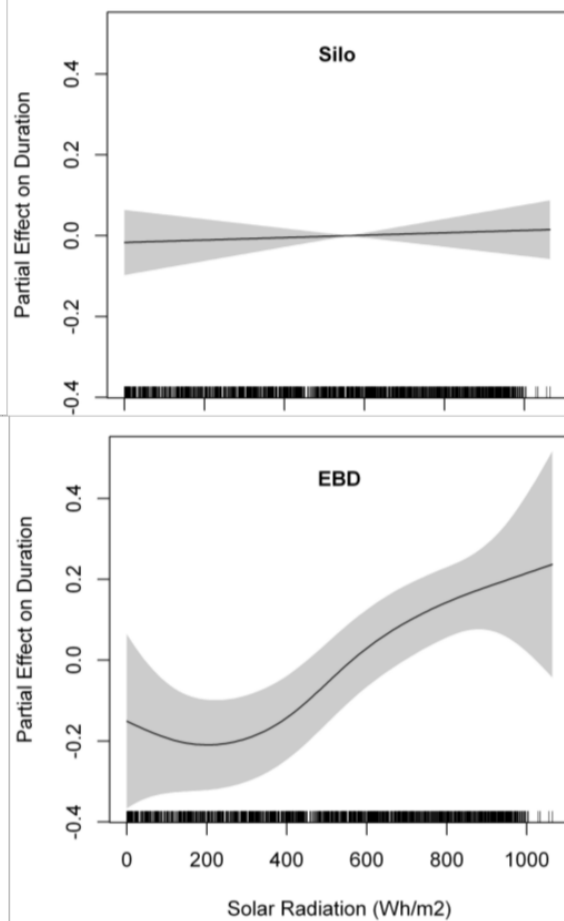 Silo
Partial Effect on Duration
0.4
0.2
0.0
-0.2
-0.4
EBD
Partial Effect on Duration
0.4
0.2
0.0
-0.2
-0.4
0 200 400 600 800 1000
Solar Radiation (Wh/m2)